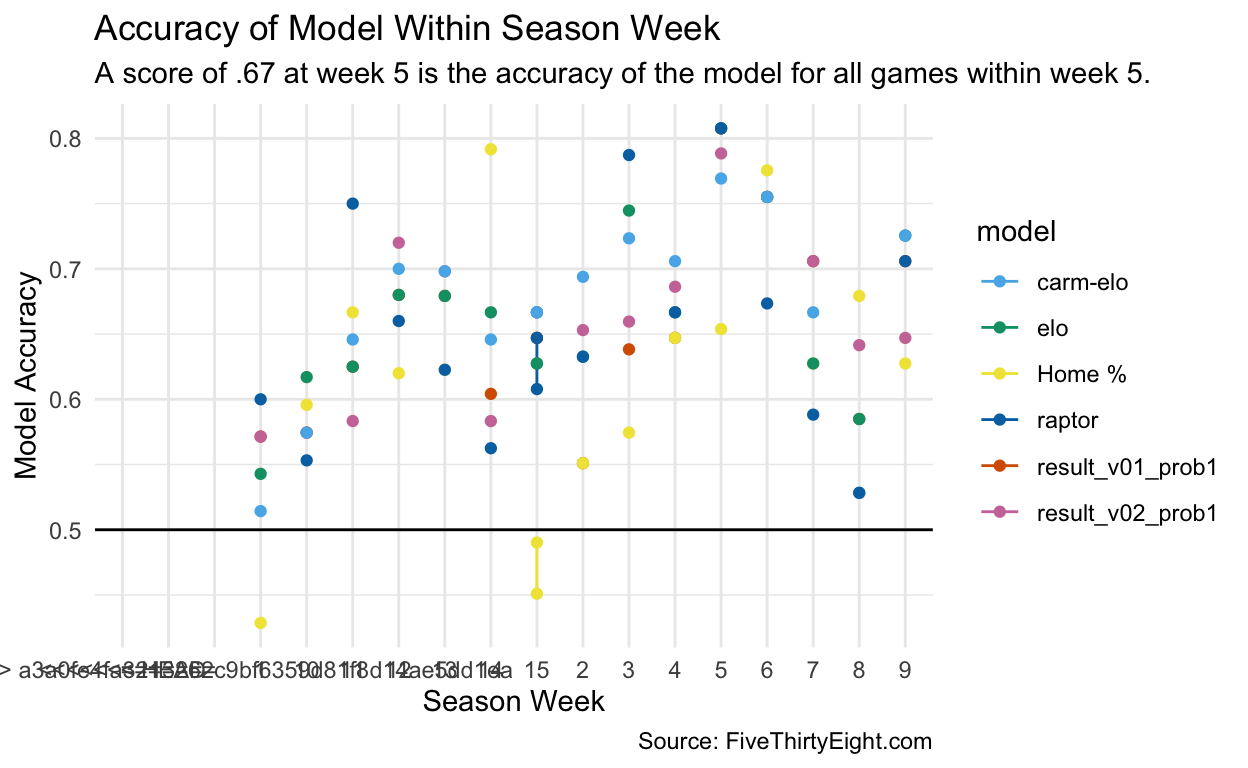 Accuracy of Model Within Season Week
A score of .67 at week 5 is the accuracy of the model for all games within week 5.
0.8
0.7
0.6
0.5
Model Accuracy
15 2 3 4 5 6 7 8 9
Season Week
Source: FiveThirtyEight.com
model
carm-elo
elo
Home %
raptor
result_v01_prob1
result_v02_prob1